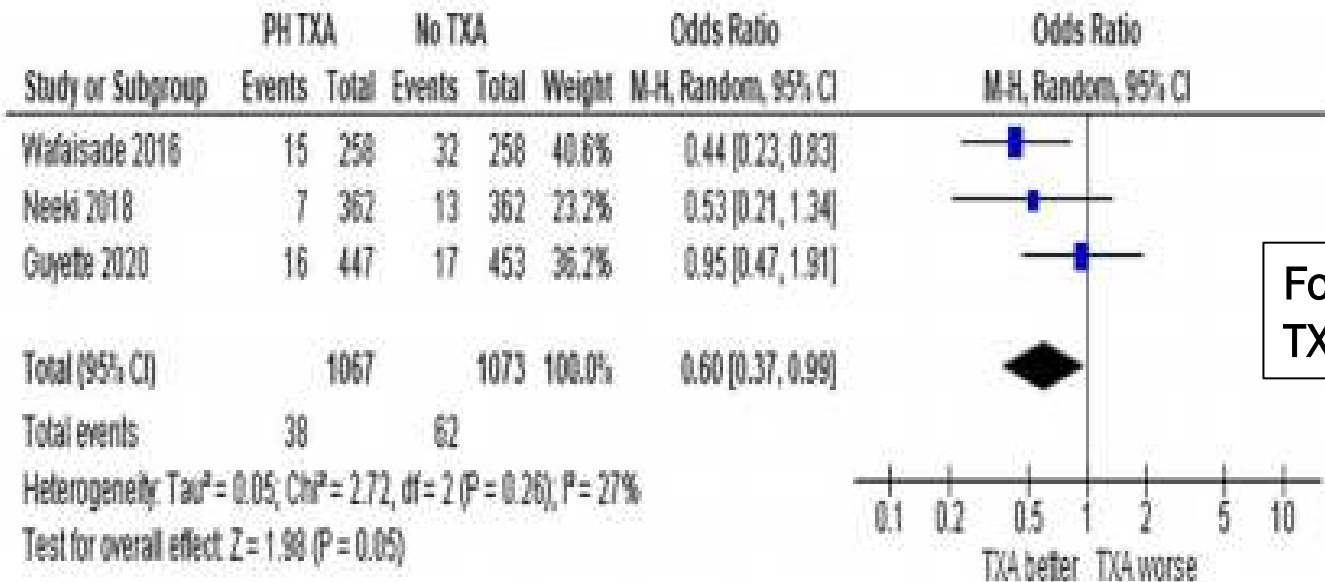 PH TXA No TXA Odds Ratio Odds Ratio
Study or Subgroup Events Total Events Total Weight M-H, Random, 95% CI M-H, Random, 95% CI
Wafaisade 2016 15 258 32 258 40.6% 0.44 [0.23, 0.83]
Neeki 2018 7 362 13 362 23.2% 0.53 [0.21, 1.34]
Guyette 2020 16 447 17 453 36.2% 0.95 [0.47, 1.91]
Fo
TX
Total (95% CI) 1067 1073 100.0% 0.60 [0.37, 0.99]
Total events 38 62
Heterogeneity: Tau² = 0.05; Chi² = 2.72, df = 2 (P = 0.26); I² = 27%
Test for overall effect: Z = 1.98 (P = 0.05)
0.1 0.2 0.5 1 2 5 10
TXA better TXA worse